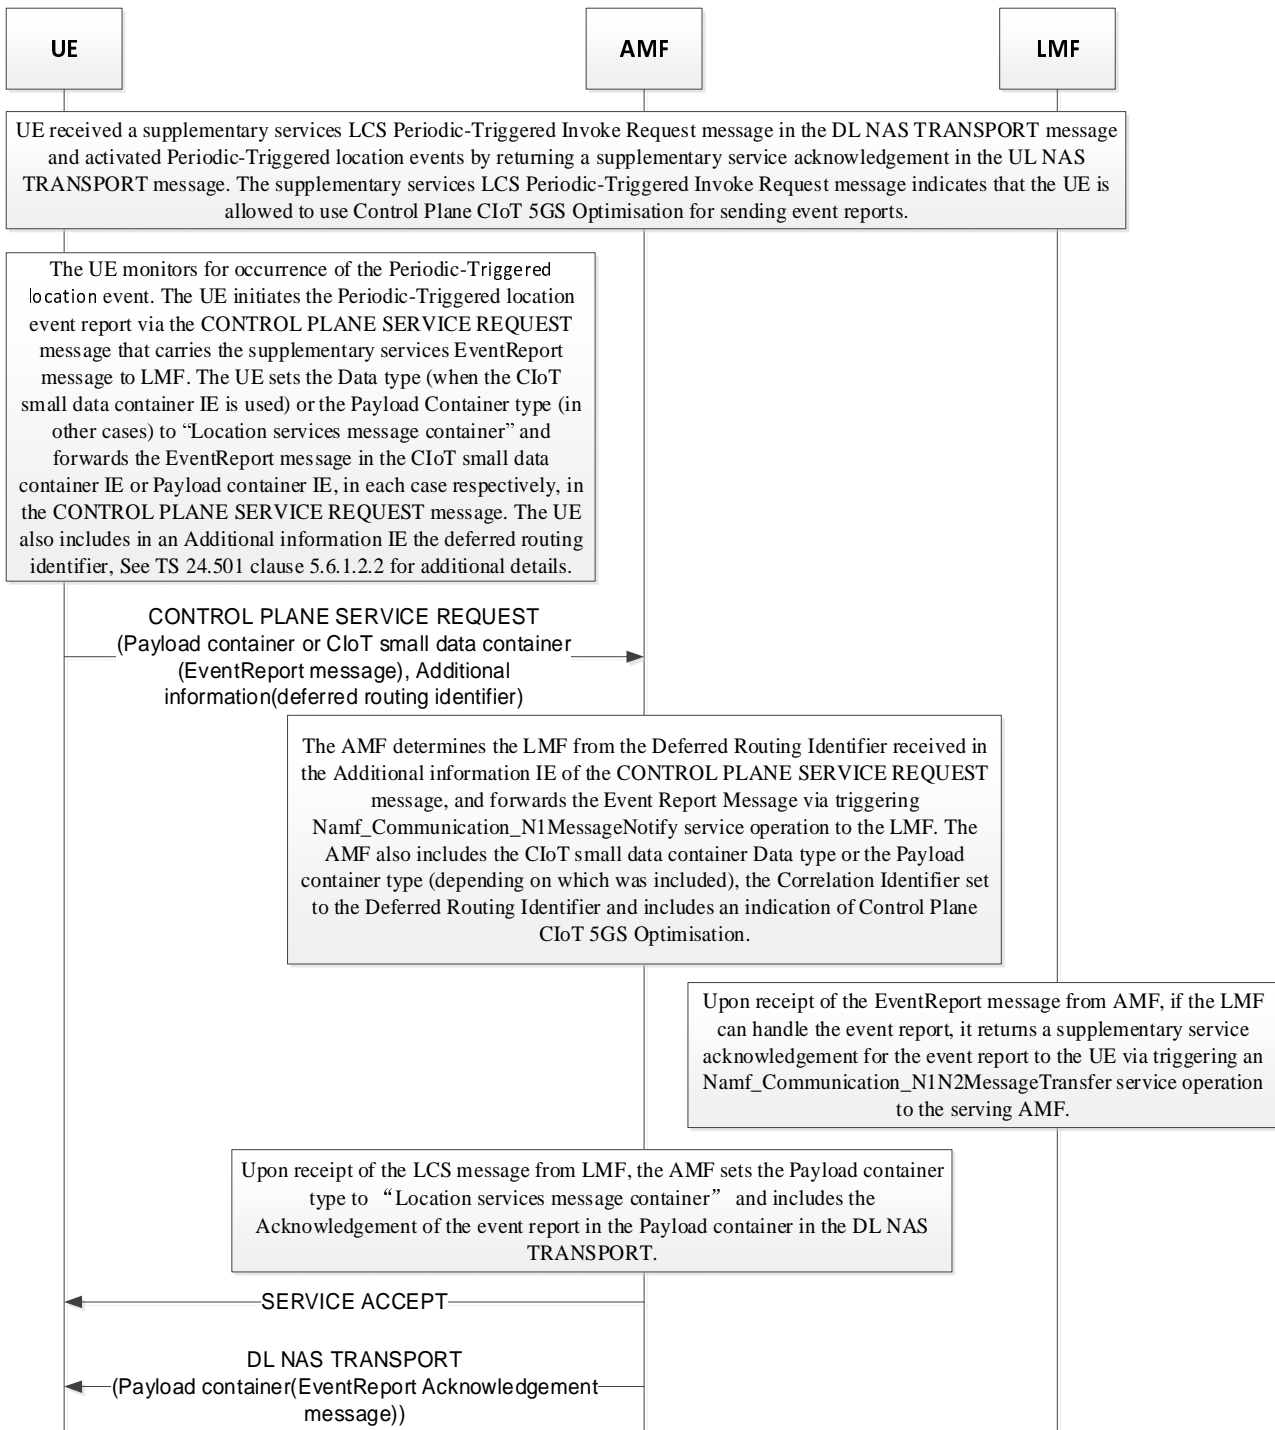 UE
AMF
LMF
UE received a supplementary services LCS Periodic-Triggered Invoke Request message in the DL NAS TRANSPORT message
and activated Periodic-Triggered location events by returning a supplementary service acknowledgement in the UL NAS
TRANSPORT message. The supplementary services LCS Periodic-Triggered Invoke Request message indicates that the UE is
allowed to use Control Plane CIoT 5GS Optimisation for sending event reports.
The UE monitors for occurrence of the Periodic-Triggered
location event. The UE initiates the Periodic-Triggered location
event report via the CONTROL PLANE SERVICE REQUEST
message that carries the supplementary services EventReport
message to LMF. The UE sets the Data type (when the CIoT
small data container IE is used) or the Payload Container type (in
other cases) to “Location services message container” and
forwards the EventReport message in the CIoT small data
container IE or Payload container IE, in each case respectively, in
the CONTROL PLANE SERVICE REQUEST message. The UE
also includes in an Additional information IE the deferred routing
identifier, See TS 24.501 clause 5.6.1.2.2 for additional details.
CONTROL PLANE SERVICE REQUEST
(Payload container or CIoT small data container
(EventReport message), Additional
information(deferred routing identifier)
The AMF determines the LMF from the Deferred Routing Identifier received in
the Additional information IE of the CONTROL PLANE SERVICE REQUEST
message, and forwards the Event Report Message via triggering
Namf_Communication_N1MessageNotify service operation to the LMF. The
AMF also includes the CIoT small data container Data type or the Payload
container type (depending on which was included), the Correlation Identifier set
to the Deferred Routing Identifier and includes an indication of Control Plane
CIoT 5GS Optimisation.
Upon receipt of the EventReport message from AMF, if the LMF
can handle the event report, it returns a supplementary service
acknowledgement for the event report to the UE via triggering an
Namf_Communication_N1N2MessageTransfer service operation
to the serving AMF.
Upon receipt of the LCS message from LMF, the AMF sets the Payload container
type to “Location services message container” and includes the
Acknowledgement of the event report in the Payload container in the DL NAS
TRANSPORT.
SERVICE ACCEPT
DL NAS TRANSPORT
(Payload container(EventReport Acknowledgement
message))